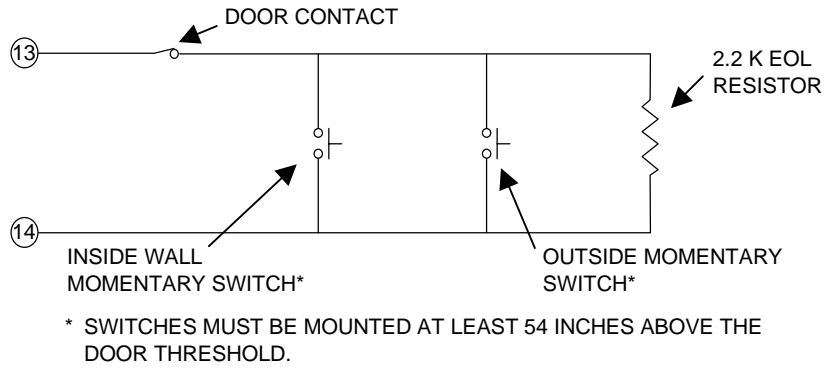 DOOR CONTACT
13
2.2 K EOL
RESISTOR
14
INSIDE WALL
MOMENTARY SWITCH*
OUTSIDE MOMENTARY
SWITCH*
* SWITCHES MUST BE MOUNTED AT LEAST 54 INCHES ABOVE THE
DOOR THRESHOLD.